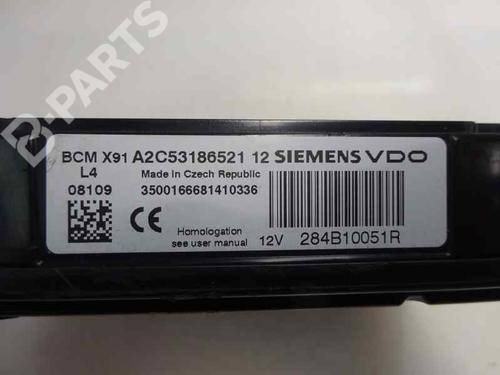 B-PARTS
BCM X91 A2C53186521 12 SIEMENS VDO
L4 Made in Czech Republic
08109 3500166681410336
CE Homologation
see user manual 12V 284B10051R